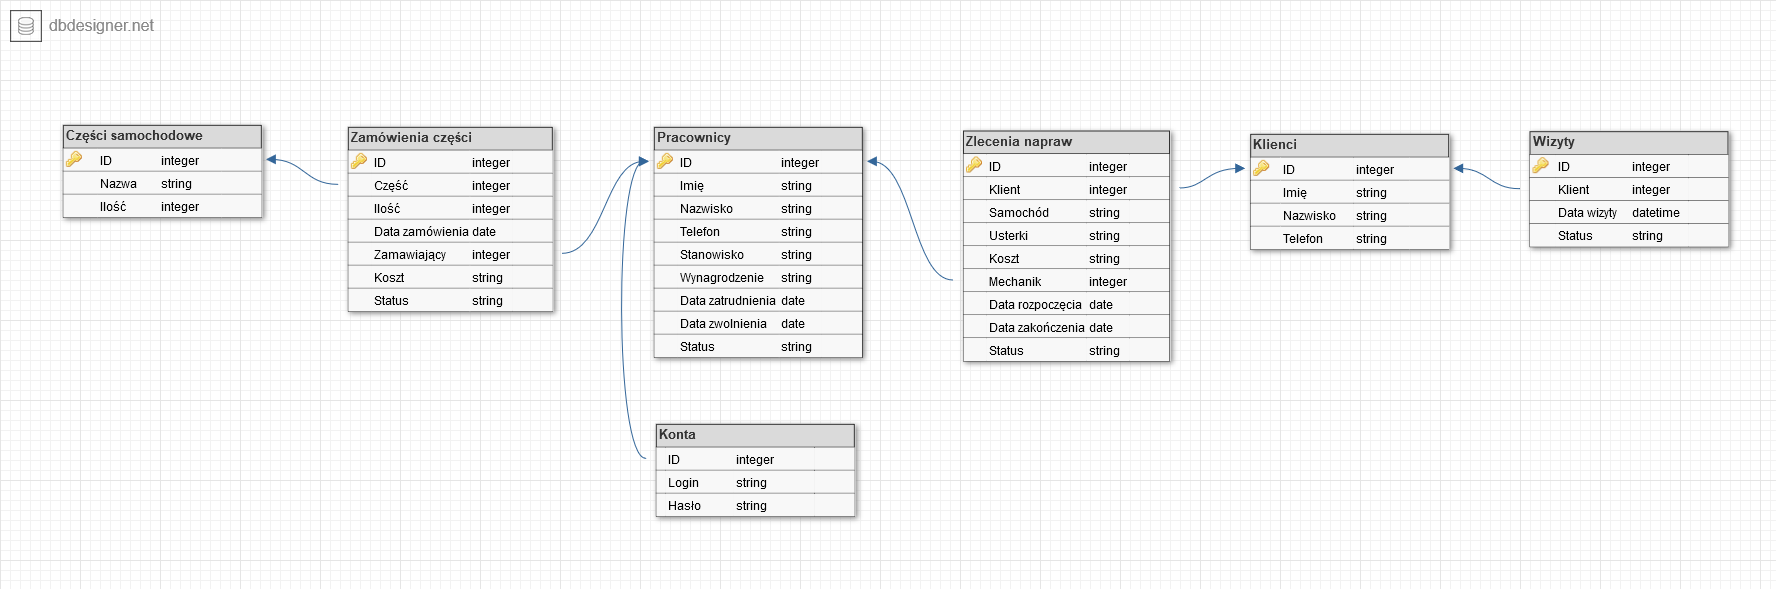 dbdesigner.net
Części samochodowe
ID integer
Nazwa string
Ilość integer
Zamówienia części
ID integer
Część integer
Ilość integer
Data zamówienia date
Zamawiający integer
Koszt string
Status string
Pracownicy
ID integer
Imię string
Nazwisko string
Telefon string
Stanowisko string
Wynagrodzenie string
Data zatrudnienia date
Data zwolnienia date
Status string
Konta
ID integer
Login string
Hasło string
Zlecenia napraw
ID integer
Klient integer
Samochód string
Usterki string
Koszt string
Mechanik integer
Data rozpoczęcia date
Data zakończenia date
Status string
Klienci
ID integer
Imię string
Nazwisko string
Telefon string
Wizyty
ID integer
Klient integer
Data wizyty datetime
Status string